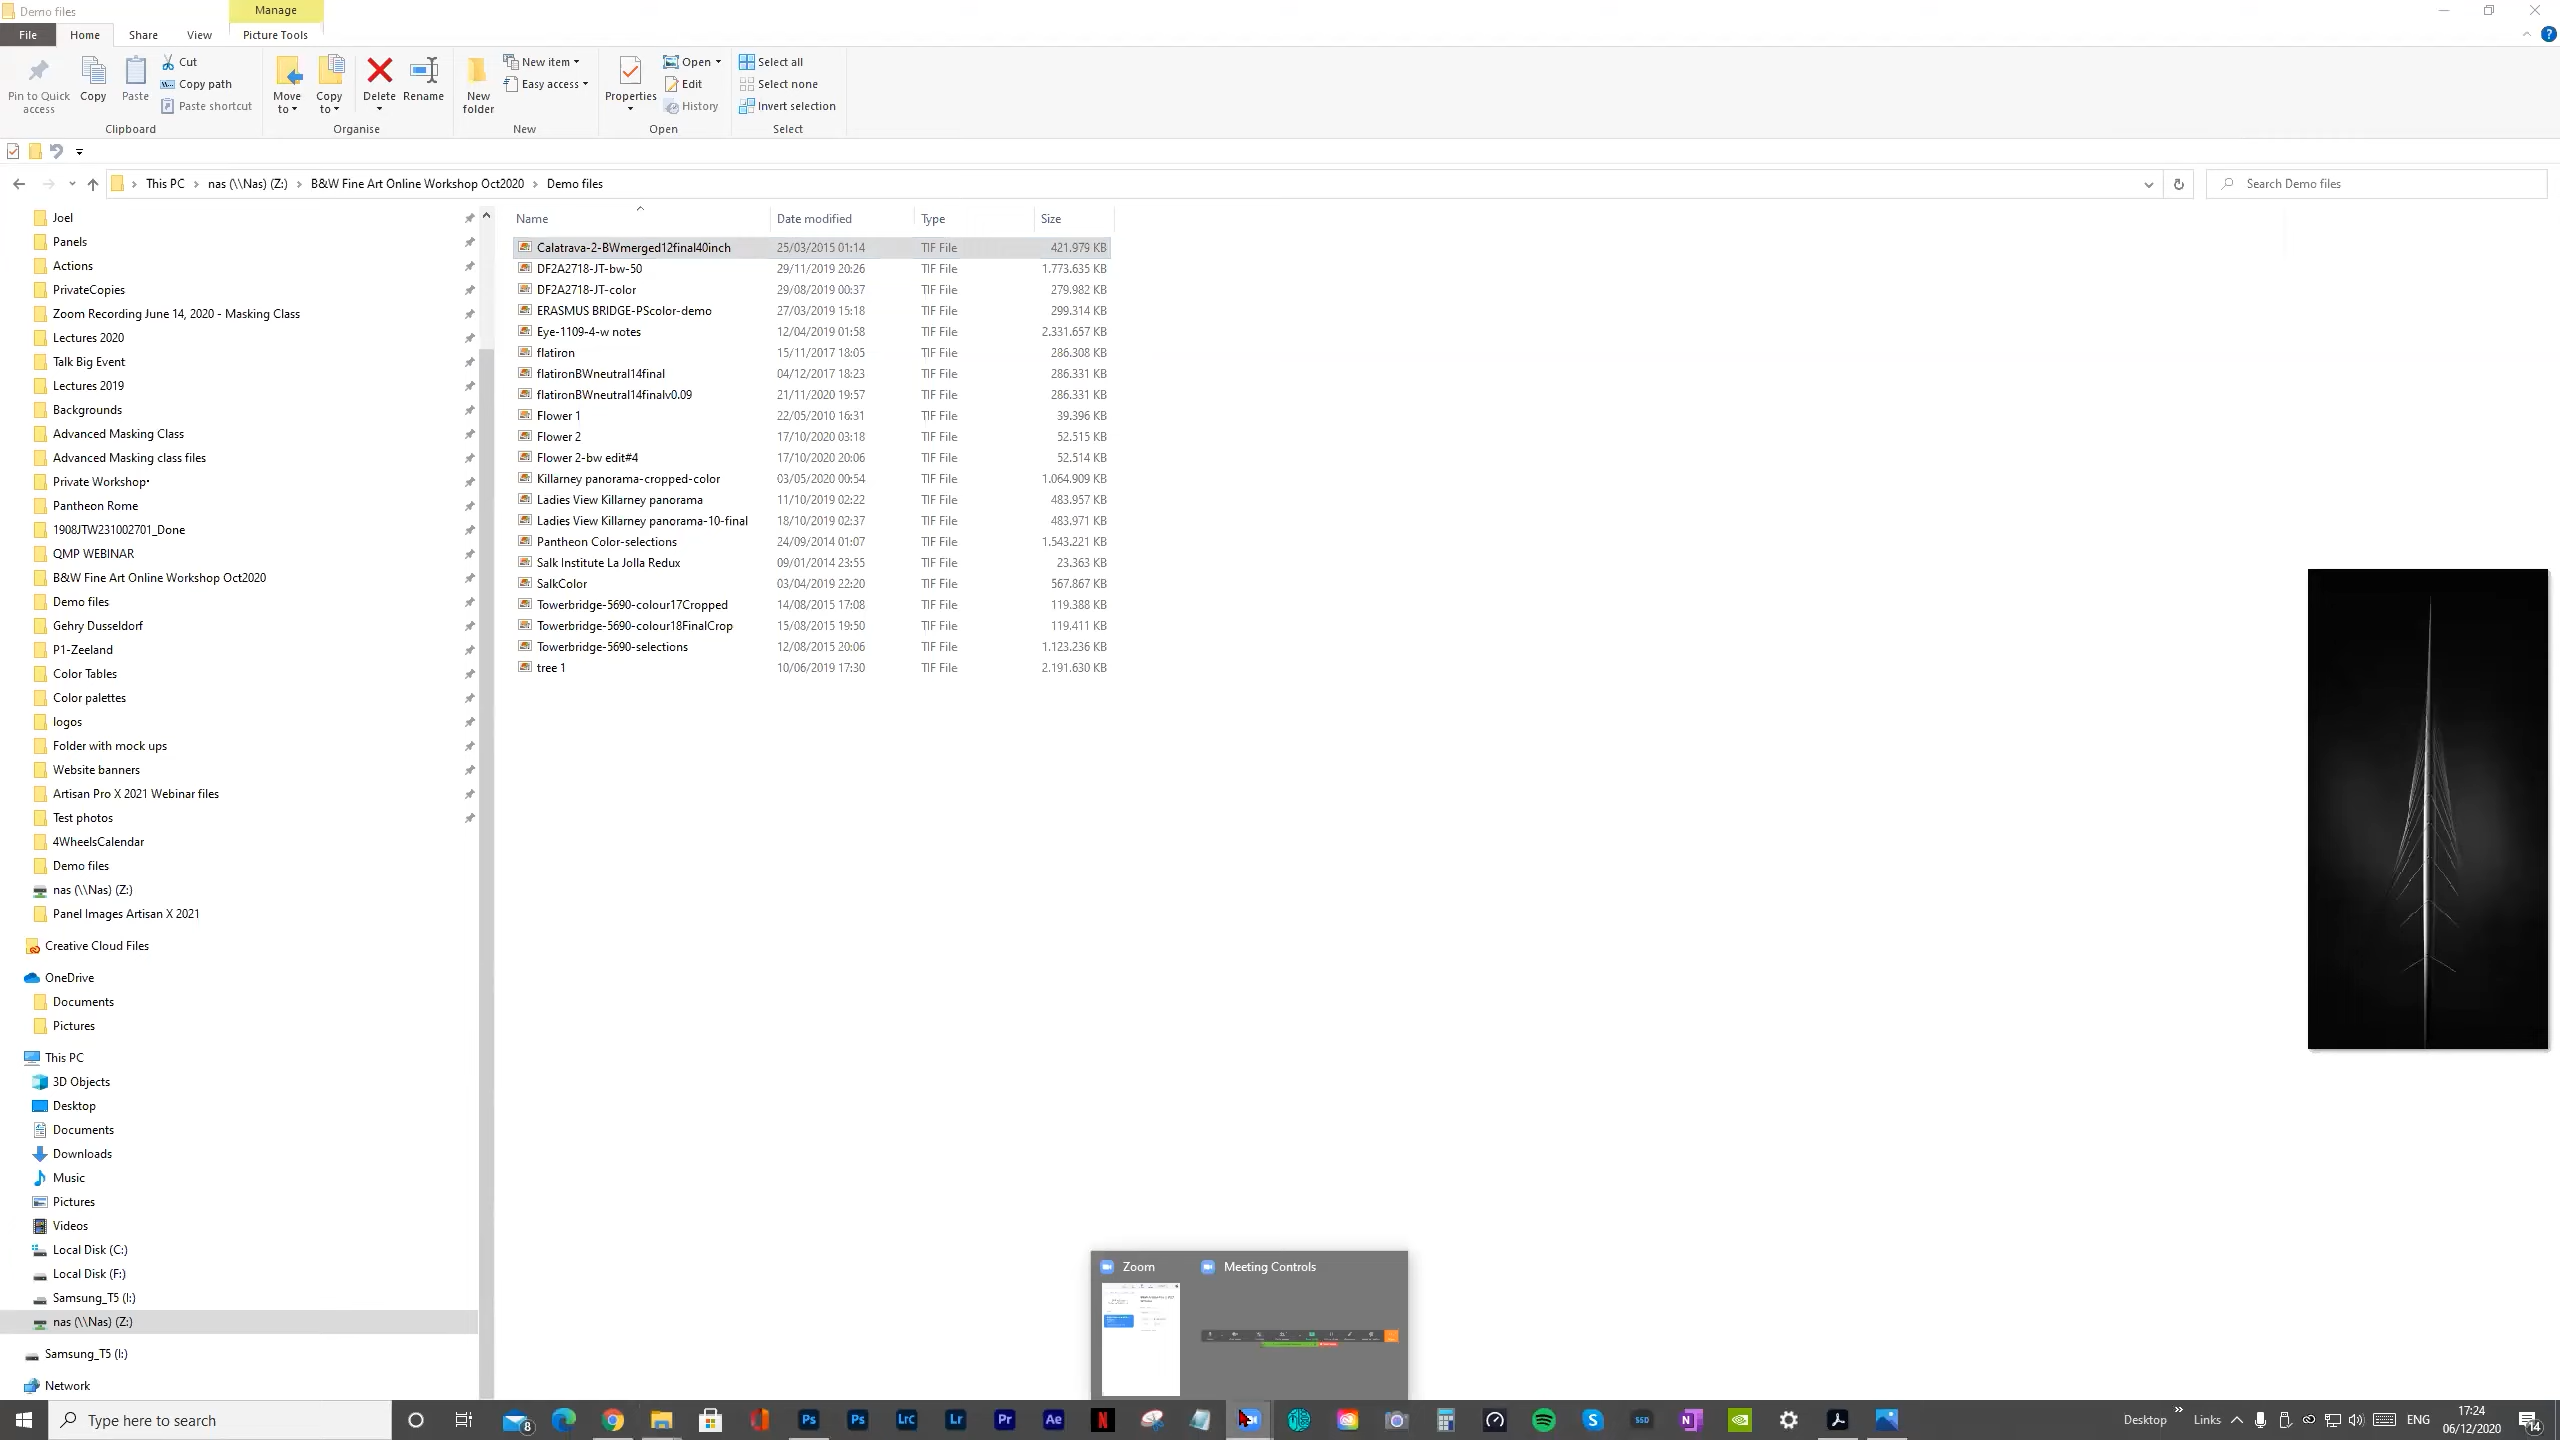 Demo files
Manage
File
Home
Share
View
Picture Tools
Pin to Quick access
Copy
Paste
Cut
Copy path
Paste shortcut
Clipboard
Move to
Copy to
Delete
Rename
Organise
New folder
New item
Easy access
New
Properties
Open
Edit
History
Open
Select all
Select none
Invert selection
Select
This PC
nas (\\Nas) (Z:)
B&W Fine Art Online Workshop Oct2020
Demo files
Search Demo files
Joel
Panels
Actions
PrivateCopies
Zoom Recording June 14, 2020 - Masking Class
Lectures 2020
Talk Big Event
Lectures 2019
Backgrounds
Advanced Masking Class
Advanced Masking class files
Private Workshop•
Pantheon Rome
1908JTW231002701_Done
QMP WEBINAR
B&W Fine Art Online Workshop Oct2020
Demo files
Gehry Dusseldorf
P1-Zeeland
Color Tables
Color palettes
logos
Folder with mock ups
Website banners
Artisan Pro X 2021 Webinar files
Test photos
4WheelsCalendar
Demo files
nas (\\Nas) (Z:)
Panel Images Artisan X 2021
Creative Cloud Files
OneDrive
Documents
Pictures
This PC
3D Objects
Desktop
Documents
Downloads
Music
Pictures
Videos
Local Disk (C:)
Local Disk (F:)
Samsung_T5 (I:)
nas (\\Nas) (Z:)
Samsung_T5 (I:)
Network
Name Date modified Type Size
Calatrava-2-BWmerged12final40inch 25/03/2015 01:14 TIF File 421.979 KB
DF2A2718-JT-bw-50 29/11/2019 20:26 TIF File 1.773.635 KB
DF2A2718-JT-color 29/08/2019 00:37 TIF File 279.982 KB
ERASMUS BRIDGE-PScolor-demo 27/03/2019 15:18 TIF File 299.314 KB
Eye-1109-4-w notes 12/04/2019 01:58 TIF File 2.331.657 KB
flatiron 15/11/2017 18:05 TIF File 286.308 KB
flatironBWneutral14final 04/12/2017 18:23 TIF File 286.331 KB
flatironBWneutral14finalv0.09 21/11/2020 19:57 TIF File 286.331 KB
Flower 1 22/05/2010 16:31 TIF File 39.396 KB
Flower 2 17/10/2020 03:18 TIF File 52.515 KB
Flower 2-bw edit#4 17/10/2020 20:06 TIF File 52.514 KB
Killarney panorama-cropped-color 03/05/2020 00:54 TIF File 1.064.909 KB
Ladies View Killarney panorama 11/10/2019 02:22 TIF File 483.957 KB
Ladies View Killarney panorama-10-final 18/10/2019 02:37 TIF File 483.971 KB
Pantheon Color-selections 24/09/2014 01:07 TIF File 1.543.221 KB
Salk Institute La Jolla Redux 09/01/2014 23:55 TIF File 23.363 KB
SalkColor 03/04/2019 22:20 TIF File 567.867 KB
Towerbridge-5690-colour17Cropped 14/08/2015 17:08 TIF File 119.388 KB
Towerbridge-5690-colour18FinalCrop 15/08/2015 19:50 TIF File 119.411 KB
Towerbridge-5690-selections 12/08/2015 20:06 TIF File 1.123.236 KB
tree 1 10/06/2019 17:30 TIF File 2.191.630 KB
Zoom
Meeting Controls
Type here to search
8
Ps
Ps
LrC
Lr
Pr
Ae
N
SSD
N
Desktop
Links
ENG
17:24
06/12/2020
14